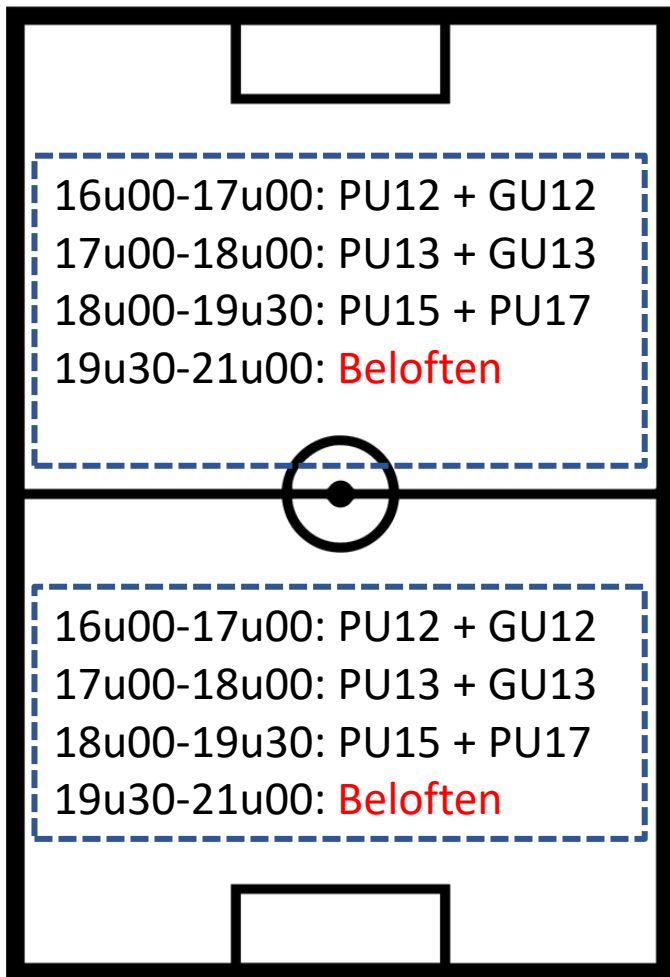 16u00-17u00: PU12 + GU12
17u00-18u00: PU13 + GU13
18u00-19u30: PU15 + PU17
19u30-21u00: Beloften
16u00-17u00: PU12 + GU12
17u00-18u00: PU13 + GU13
18u00-19u30: PU15 + PU17
19u30-21u00: Beloften